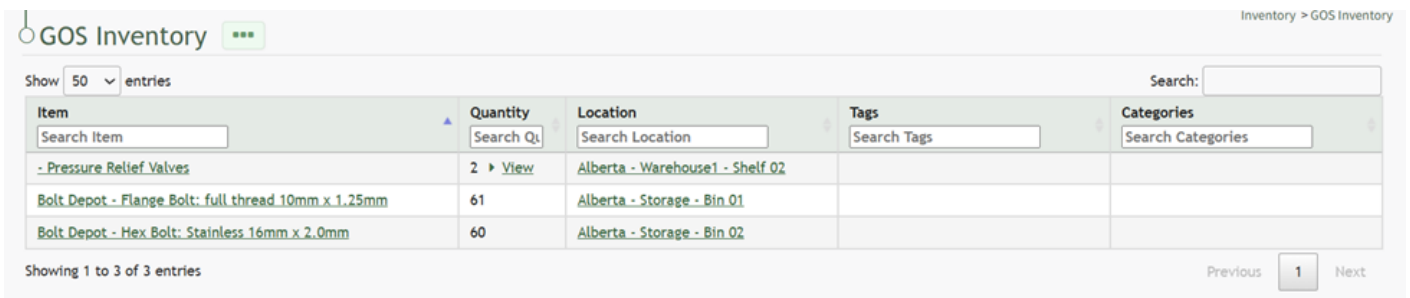 Inventory > GOS Inventory
GOS Inventory
Show 50 entries Search:
Item Quantity Location Tags Categories
Search Item Search Qu Search Location Search Tags Search Categories
- Pressure Relief Valves 2 View Alberta - Warehouse1 - Shelf 02
Bolt Depot - Flange Bolt: full thread 10mm x 1.25mm 61 Alberta - Storage - Bin 01
Bolt Depot - Hex Bolt: Stainless 16mm x 2.0mm 60 Alberta - Storage - Bin 02
Showing 1 to 3 of 3 entries Previous 1 Next